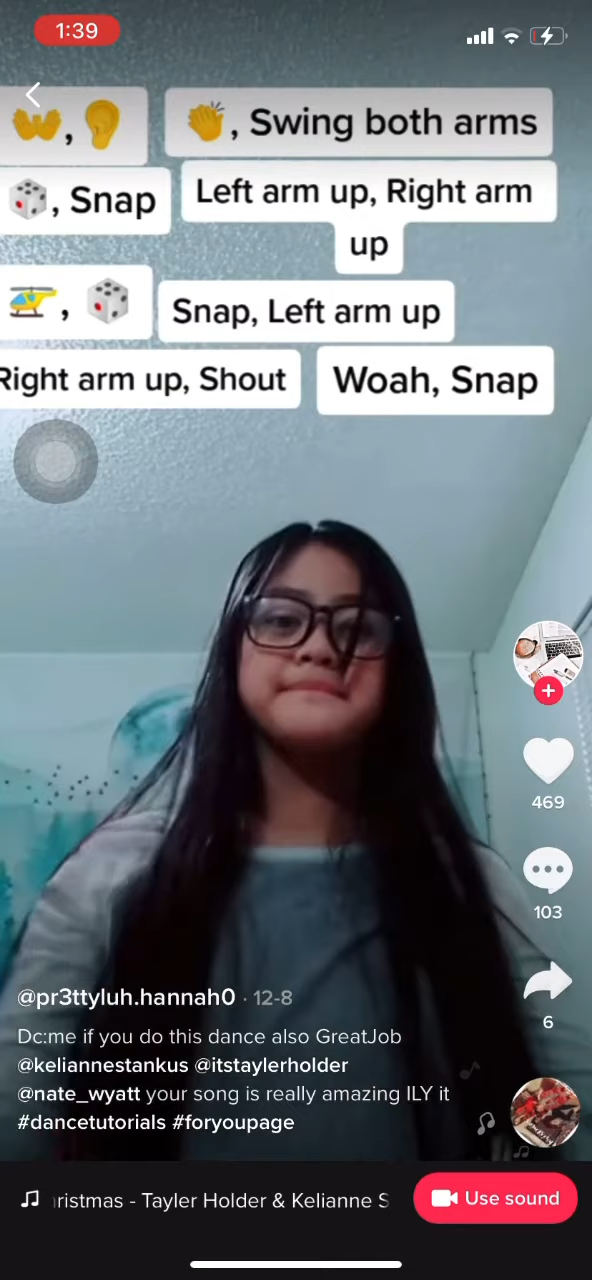 1:39
🤲, 👂
👏, Swing both arms
🎲, Snap
Left arm up, Right arm
up
🚁, 🎲
Snap, Left arm up
Right arm up, Shout
Woah, Snap
469
103
6
@pr3ttyluh.hannah0 · 12-8
Dc:me if you do this dance also GreatJob
@keliannestankus @itstaylerholder
@nate_wyatt your song is really amazing ILY it
#dancetutorials #foryoupage
ristmas - Tayler Holder & Kelianne S
Use sound